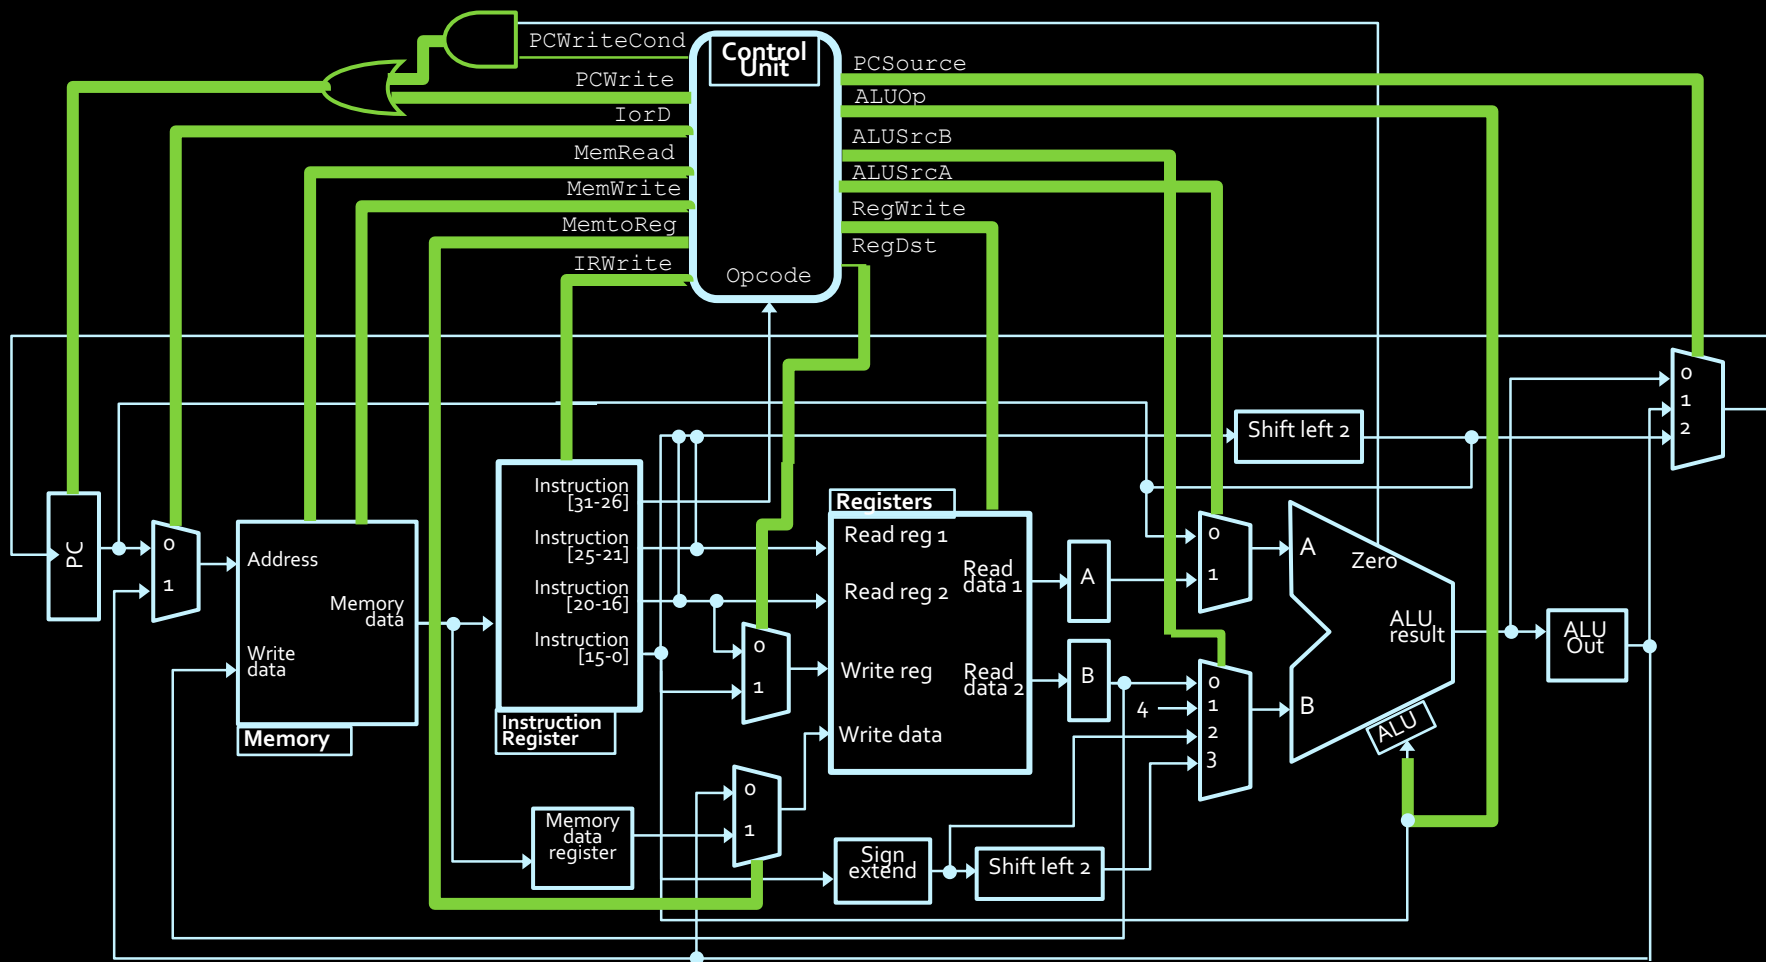 PCWriteCond
PCWrite
IorD
MemRead
MemWrite
MemtoReg
IRWrite
Control
Unit
Opcode
PCSource
ALUOp
ALUSrcB
ALUSrcA
RegWrite
RegDst
PC
0
1
Address
Memory
data
Write
data
Memory
Instruction
[31-26]
Instruction
[25-21]
Instruction
[20-16]
Instruction
[15-0]
Instruction
Register
0
1
Memory
data
register
0
1
Registers
Read reg 1
Read reg 2
Write reg
Write data
Read
data 1
Read
data 2
Sign
extend
Shift left 2
A
B
4
Shift left 2
0
1
0
1
2
3
A
B
Zero
ALU
result
ALU
ALU
Out
0
1
2